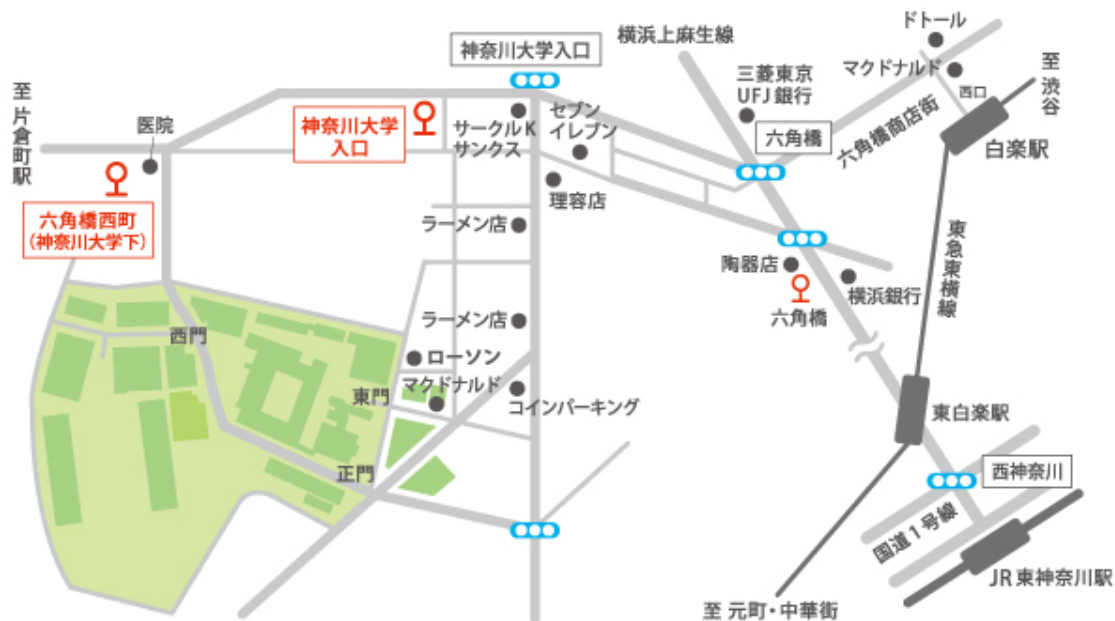 ドトール
神奈川大学入口
横浜上麻生線
マクドナルド
至渋谷
三菱東京
UFJ銀行
西口
至片倉町駅
医院
神奈川大学
入口
サークルK
サンクス
セブン
イレブン
六角橋
六角橋商店街
白楽駅
理容店
六角橋西町
(神奈川大学下)
ラーメン店
陶器店
東急東横線
六角橋
横浜銀行
ラーメン店
西門
ローソン
マクドナルド
東門
コインパーキング
東白楽駅
正門
西神奈川
国道1号線
JR東神奈川駅
至 元町・中華街